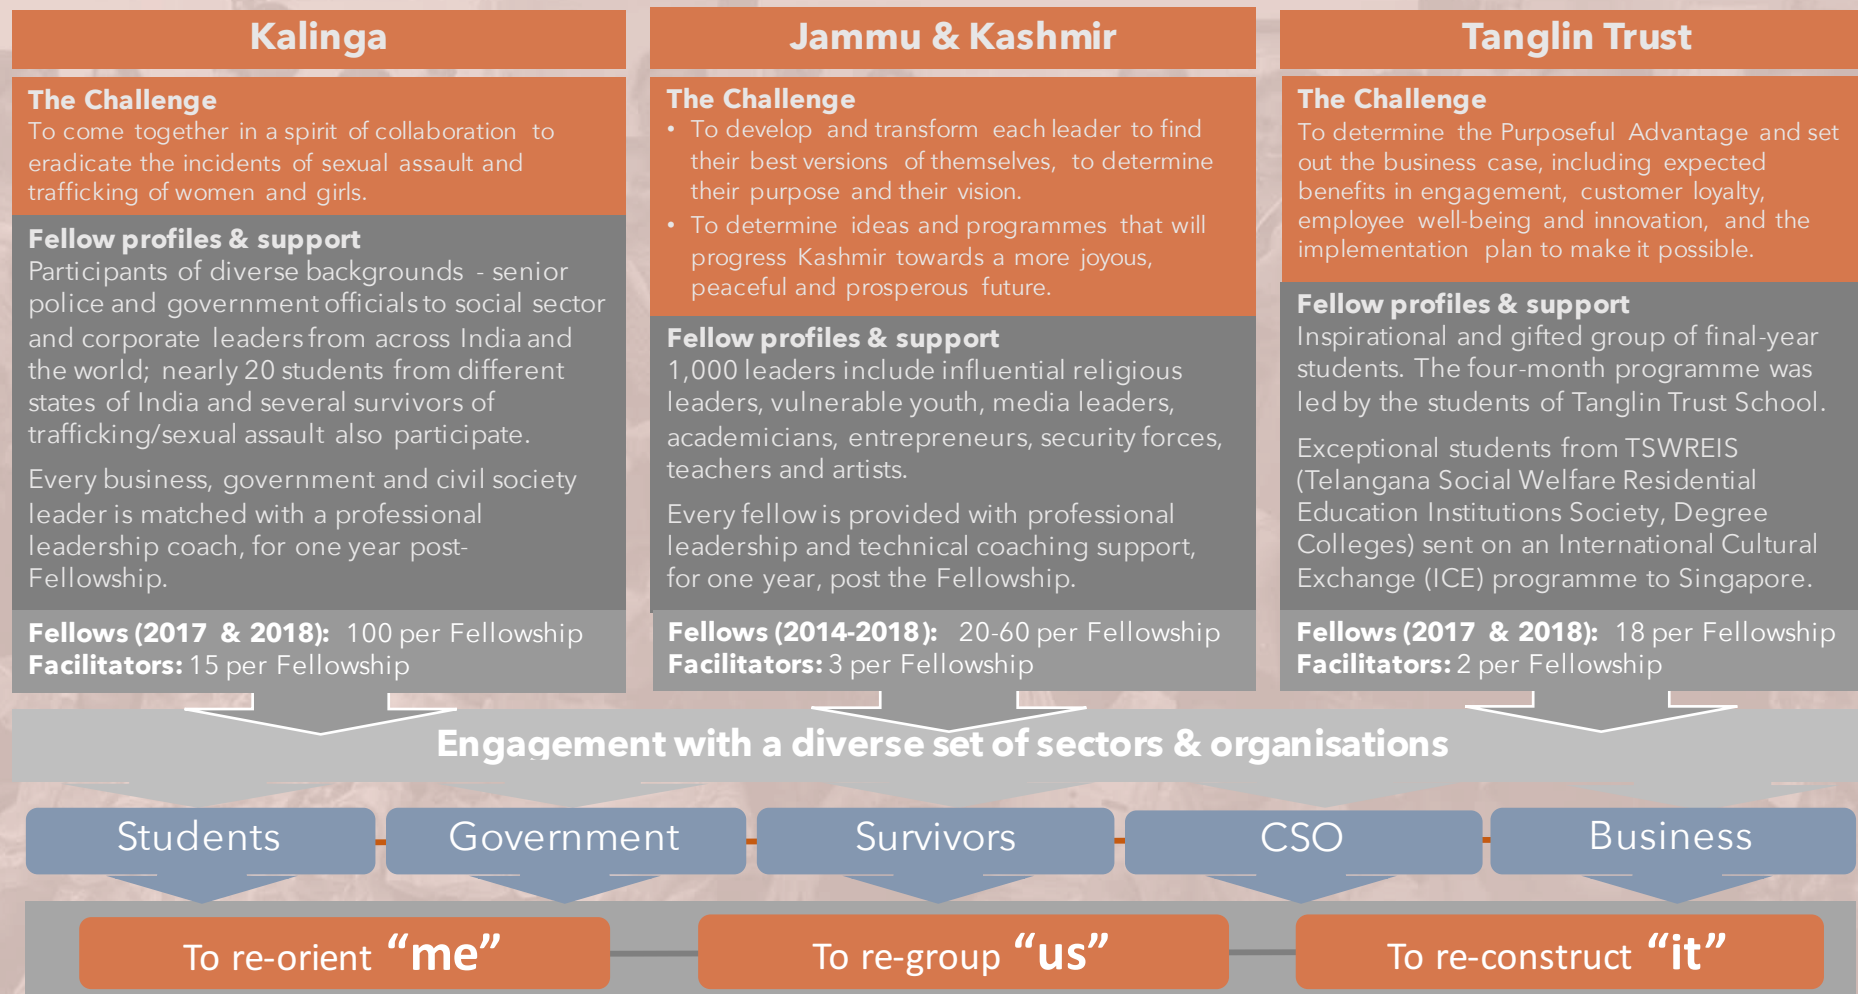 Kalinga
The Challenge
To come together in a spirit of collaboration to
eradicate the incidents of sexual assault and
trafficking of women and girls.
Fellow profiles & support
Participants of diverse backgrounds - senior
police and government officials to social sector
and corporate leaders from across India and
the world; nearly 20 students from different
states of India and several survivors of
trafficking/sexual assault also participate.
Every business, government and civil society
leader is matched with a professional
leadership coach, for one year post-
Fellowship.
Fellows (2017 & 2018): 100 per Fellowship
Facilitators: 15 per Fellowship
Jammu & Kashmir
The Challenge
• To develop and transform each leader to find
their best versions of themselves, to determine
their purpose and their vision.
• To determine ideas and programmes that will
progress Kashmir towards a more joyous,
peaceful and prosperous future.
Fellow profiles & support
1,000 leaders include influential religious
leaders, vulnerable youth, media leaders,
academicians, entrepreneurs, security forces,
teachers and artists.
Every fellow is provided with professional
leadership and technical coaching support,
for one year, post the Fellowship.
Fellows (2014-2018): 20-60 per Fellowship
Facilitators: 3 per Fellowship
Tanglin Trust
The Challenge
To determine the Purposeful Advantage and set
out the business case, including expected
benefits in engagement, customer loyalty,
employee well-being and innovation, and the
implementation plan to make it possible.
Fellow profiles & support
Inspirational and gifted group of final-year
students. The four-month programme was
led by the students of Tanglin Trust School.
Exceptional students from TSWREIS
(Telangana Social Welfare Residential
Education Institutions Society, Degree
Colleges) sent on an International Cultural
Exchange (ICE) programme to Singapore.
Fellows (2017 & 2018): 18 per Fellowship
Facilitators: 2 per Fellowship
Engagement with a diverse set of sectors & organisations
Students
Government
Survivors
CSO
Business
To re-orient “me”
To re-group “us”
To re-construct “it”